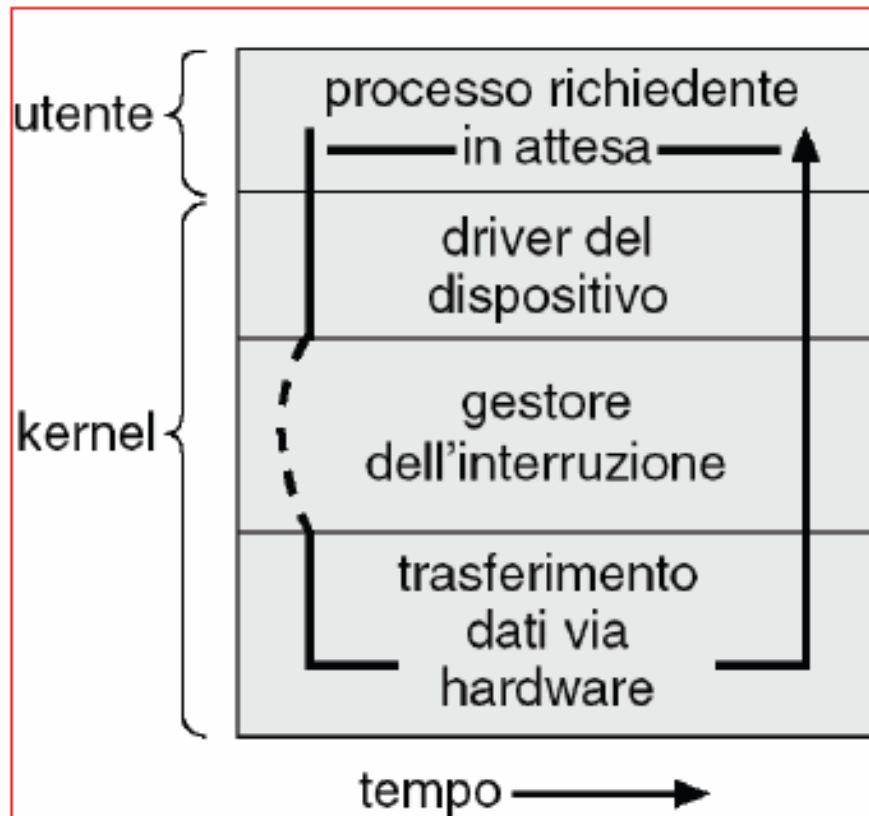 utente
processo richiedente
in attesa
driver del
dispositivo
kernel
gestore
dell'interruzione
trasferimento
dati via
hardware
tempo